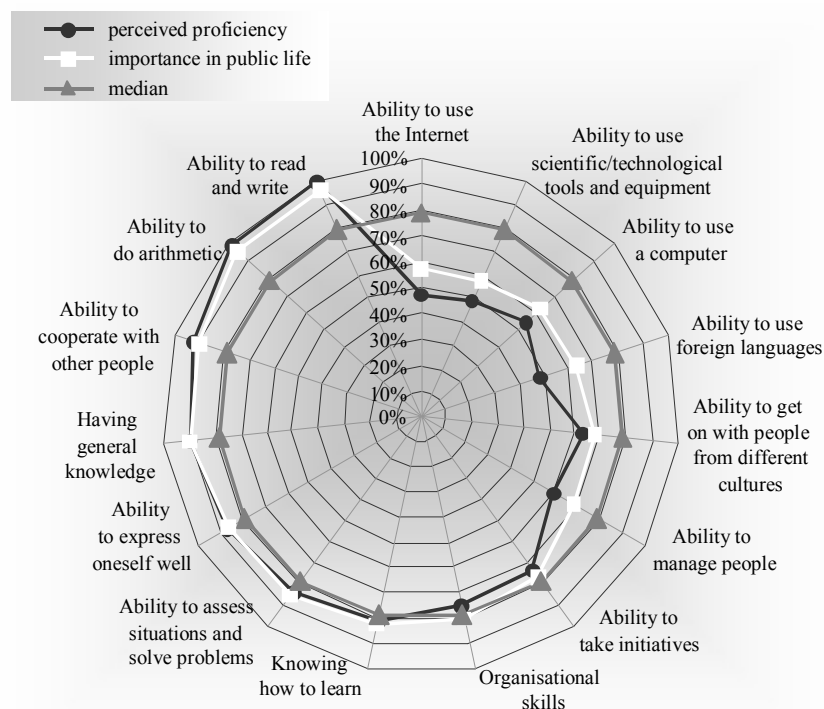 perceived proficiency
importance in public life
median
Ability to use
the Internet
Ability to use
scientific/technological
tools and equipment
Ability to use
a computer
Ability to use
foreign languages
Ability to get
on with people
from different
cultures
Ability to
manage people
Ability to
take initiatives
Organisational
skills
Knowing
how to learn
Ability to assess
situations and
solve problems
Ability
to express
oneself well
Having
general
knowledge
Ability to
cooperate with
other people
Ability to
do arithmetic
Ability to read
and write
100%
90%
80%
70%
60%
50%
40%
30%
20%
10%
0%